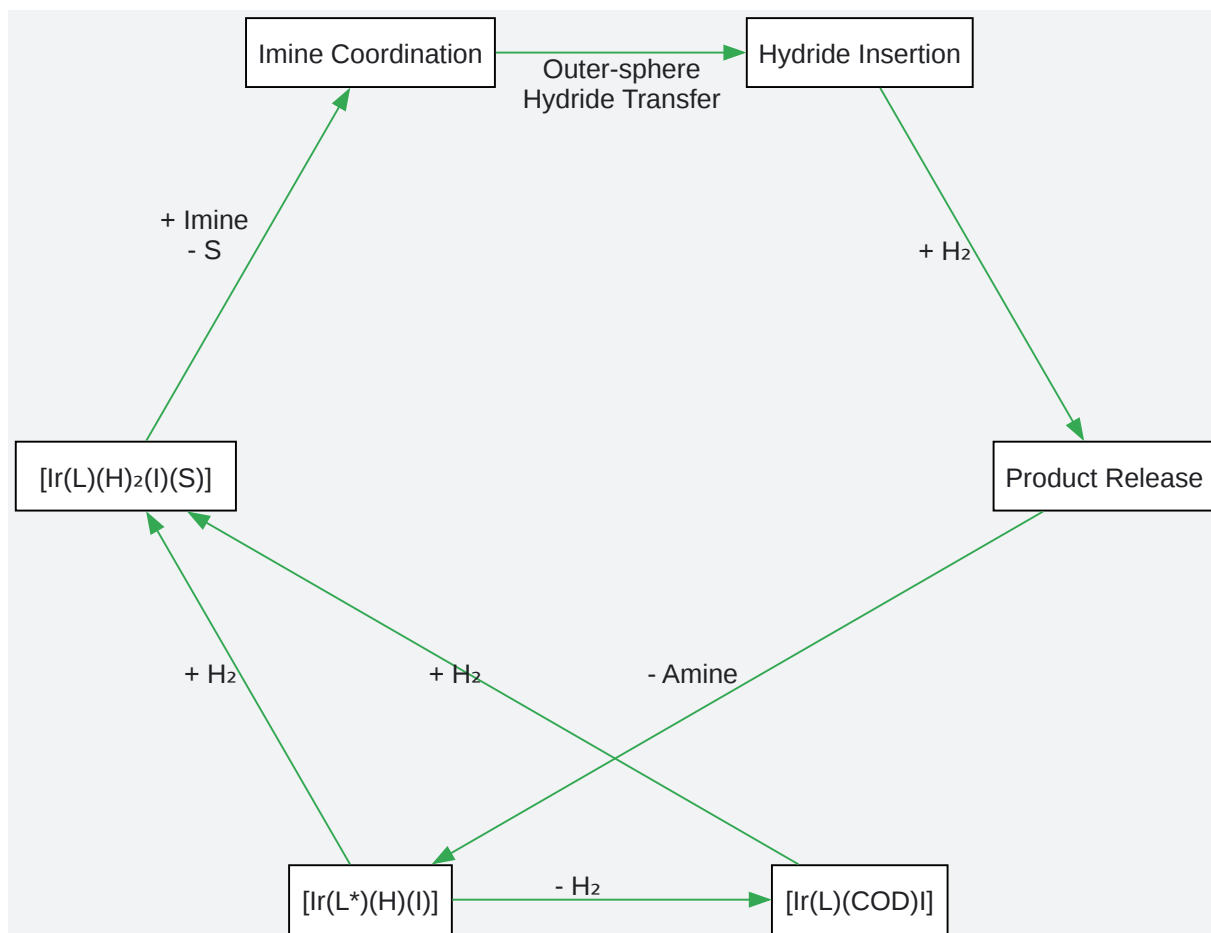 Imine Coordination
Hydride Insertion
Outer-sphere
Hydride Transfer
+ Imine
- S
+ H₂
[Ir(L)(H)₂(I)(S)]
Product Release
+ H₂
+ H₂
- Amine
[Ir(L*)(H)(I)]
- H₂
[Ir(L)(COD)I]